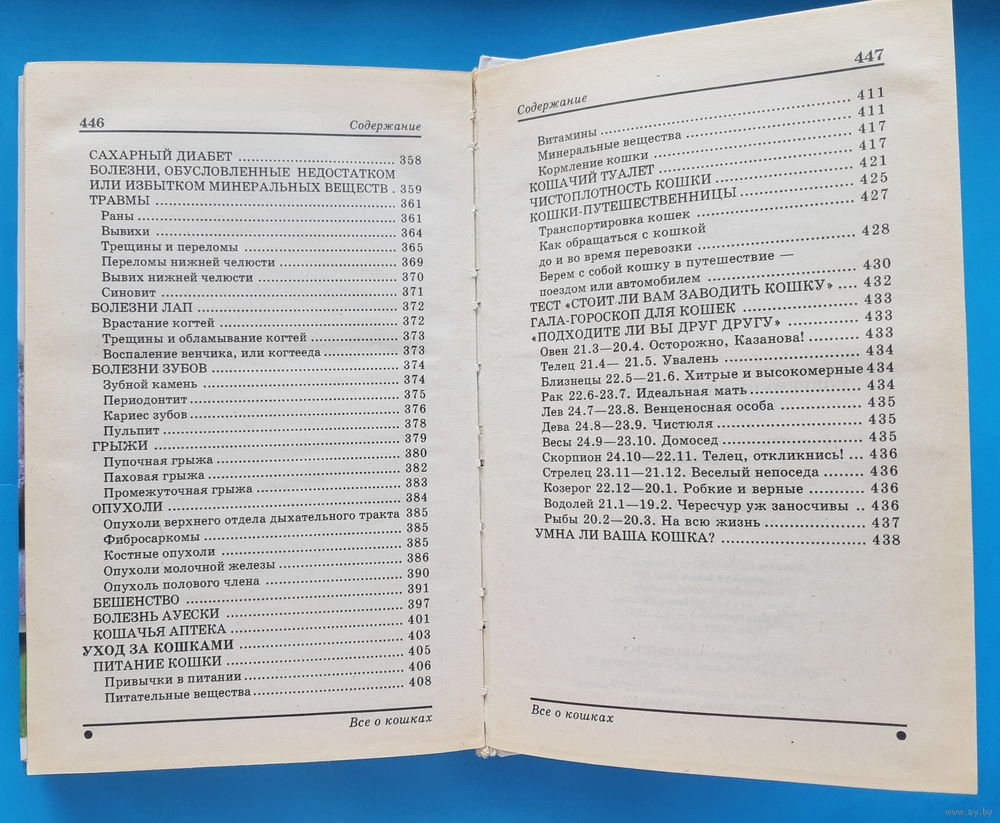 446
Содержание
САХАРНЫЙ ДИАБЕТ ........................ 358
БОЛЕЗНИ, ОБУСЛОВЛЕННЫЕ НЕДОСТАТКОМ
ИЛИ ИЗБЫТКОМ МИНЕРАЛЬНЫХ ВЕЩЕСТВ . 359
ТРАВМЫ ........................ 361
Раны ........................ 361
Вывихи ........................ 364
Трещины и переломы ........................ 365
Переломы нижней челюсти ........................ 369
Вывих нижней челюсти ........................ 370
Синовит ........................ 371
БОЛЕЗНИ ЛАП ........................ 372
Врастание когтей ........................ 372
Трещины и обламывание когтей ................ 373
Воспаление венчика, или когтееда ................ 373
БОЛЕЗНИ ЗУБОВ ........................ 374
Зубной камень ........................ 374
Периодонтит ........................ 375
Кариес зубов ........................ 376
Пульпит ........................ 378
ГРЫЖИ ........................ 379
Пупочная грыжа ........................ 380
Паховая грыжа ........................ 382
Промежуточная грыжа ........................ 383
ОПУХОЛИ ........................ 384
Опухоли верхнего отдела дыхательного тракта 385
Фибросаркомы ........................ 385
Костные опухоли ........................ 385
Опухоли молочной железы ................ 386
Опухоль полового члена ................ 390
БЕШЕНСТВО ........................ 391
БОЛЕЗНЬ АУЕСКИ ........................ 397
КОШАЧЬЯ АПТЕКА ........................ 401
УХОД ЗА КОШКАМИ ........................ 403
ПИТАНИЕ КОШКИ ........................ 405
Привычки в питании ........................ 406
Питательные вещества ........................ 408
Все о кошках
447
Содержание
Витамины ........................ 411
Минеральные вещества ........................ 411
Кормление кошки ........................ 417
КОШАЧИЙ ТУАЛЕТ ........................ 417
ЧИСТОПЛОТНОСТЬ КОШКИ ................ 421
КОШКИ-ПУТЕШЕСТВЕННИЦЫ ................ 425
Транспортировка кошек ................ 427
Как обращаться с кошкой
до и во время перевозки ................ 428
Берем с собой кошку в путешествие —
поездом или автомобилем ................ 430
ТЕСТ «СТОИТ ЛИ ВАМ ЗАВОДИТЬ КОШКУ» .... 432
ГАЛА-ГОРОСКОП ДЛЯ КОШЕК ................ 433
«ПОДХОДИТЕ ЛИ ВЫ ДРУГ ДРУГУ» ............ 433
Овен 21.3—20.4. Осторожно, Казанова! ........ 433
Телец 21.4— 21.5. Увалень ................ 434
Близнецы 22.5—21.6. Хитрые и высокомерные 434
Рак 22.6-23.7. Идеальная мать ................ 434
Лев 24.7—23.8. Венценосная особа ............ 435
Дева 24.8—23.9. Чистюля ................ 435
Весы 24.9—23.10. Домосед ................ 435
Скорпион 24.10—22.11. Телец, откликнись! ... 436
Стрелец 23.11—21.12. Веселый непоседа ........ 436
Козерог 22.12—20.1. Робкие и верные .......... 436
Водолей 21.1—19.2. Чересчур уж заносчивы .. 436
Рыбы 20.2—20.3. На всю жизнь ................ 437
УМНА ЛИ ВАША КОШКА? ................ 438
Все о кошках
www.ay.by